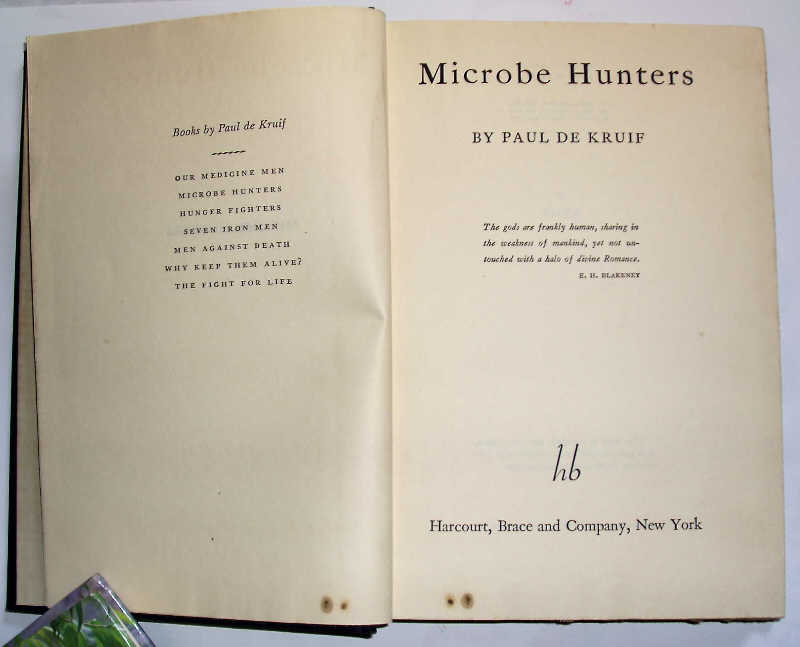 Books by Paul de Kruif
OUR MEDICINE MEN
MICROBE HUNTERS
HUNGER FIGHTERS
SEVEN IRON MEN
MEN AGAINST DEATH
WHY KEEP THEM ALIVE?
THE FIGHT FOR LIFE
Microbe Hunters
BY PAUL DE KRUIF
The gods are frankly human, sharing in
the weakness of mankind, yet not un-
touched with a halo of divine Romance.
E. H. BLAKENEY
hb
Harcourt, Brace and Company, New York